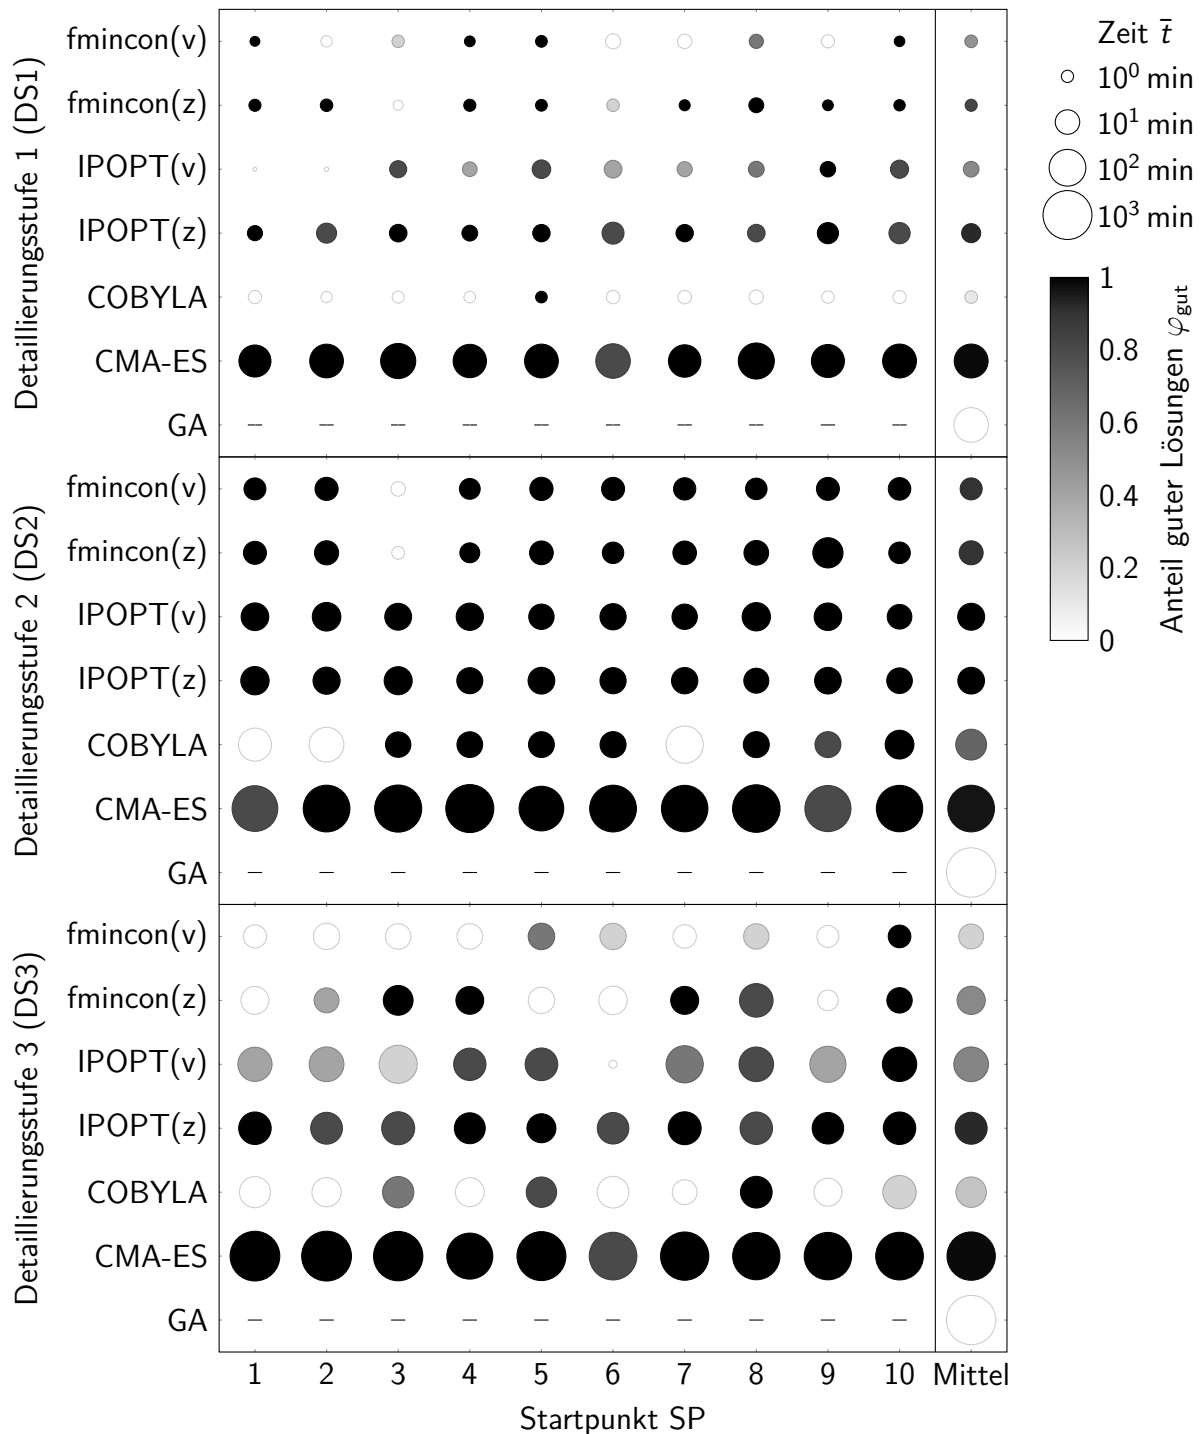 Detaillierungsstufe 1 (DS1)
fmincon(v)
fmincon(z)
IPOPT(v)
IPOPT(z)
COBYLA
CMA-ES
GA
— — — — — — — — — —
Detaillierungsstufe 2 (DS2)
fmincon(v)
fmincon(z)
IPOPT(v)
IPOPT(z)
COBYLA
CMA-ES
GA
— — — — — — — — — —
Detaillierungsstufe 3 (DS3)
fmincon(v)
fmincon(z)
IPOPT(v)
IPOPT(z)
COBYLA
CMA-ES
GA
— — — — — — — — — —
1 2 3 4 5 6 7 8 9 10 Mittel
Startpunkt SP
Zeit t̄
10⁰ min
10¹ min
10² min
10³ min
1
0.8
0.6
0.4
0.2
0
Anteil guter Lösungen φ_gut